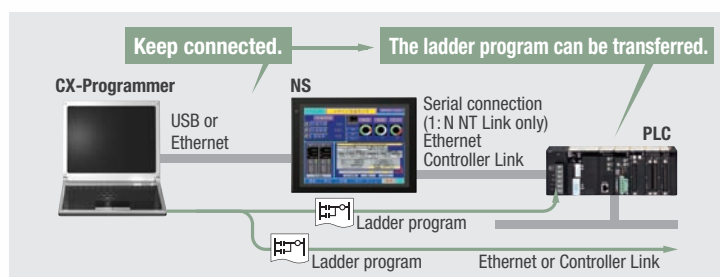 Keep connected.
The ladder program can be transferred.
CX-Programmer
NS
USB or
Ethernet
Serial connection
(1:N NT Link only)
Ethernet
Controller Link
PLC
Ladder program
Ladder program
Ethernet or Controller Link